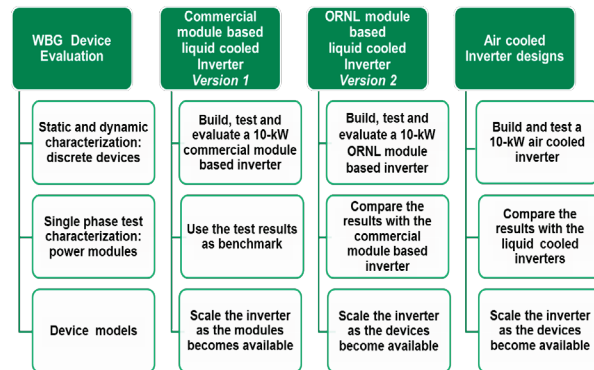 WBG Device
Evaluation
Static and dynamic
characterization:
discrete devices
Single phase test
characterization:
power modules
Device models
Commercial
module based
liquid cooled
Inverter
Version 1
Build, test and
evaluate a 10-kW
commercial module
based inverter
Use the test results
as benchmark
Scale the inverter
as the modules
becomes available
ORNL module
based
liquid cooled
Inverter
Version 2
Build, test and
evaluate a 10-kW
ORNL module
based inverter
Compare the
results with the
commercial
module based
inverter
Scale the inverter
as the devices
become available
Air cooled
Inverter designs
Build and test a
10-kW air cooled
inverter
Compare the
results with the
liquid cooled
inverters
Scale the inverter
as the devices
become available